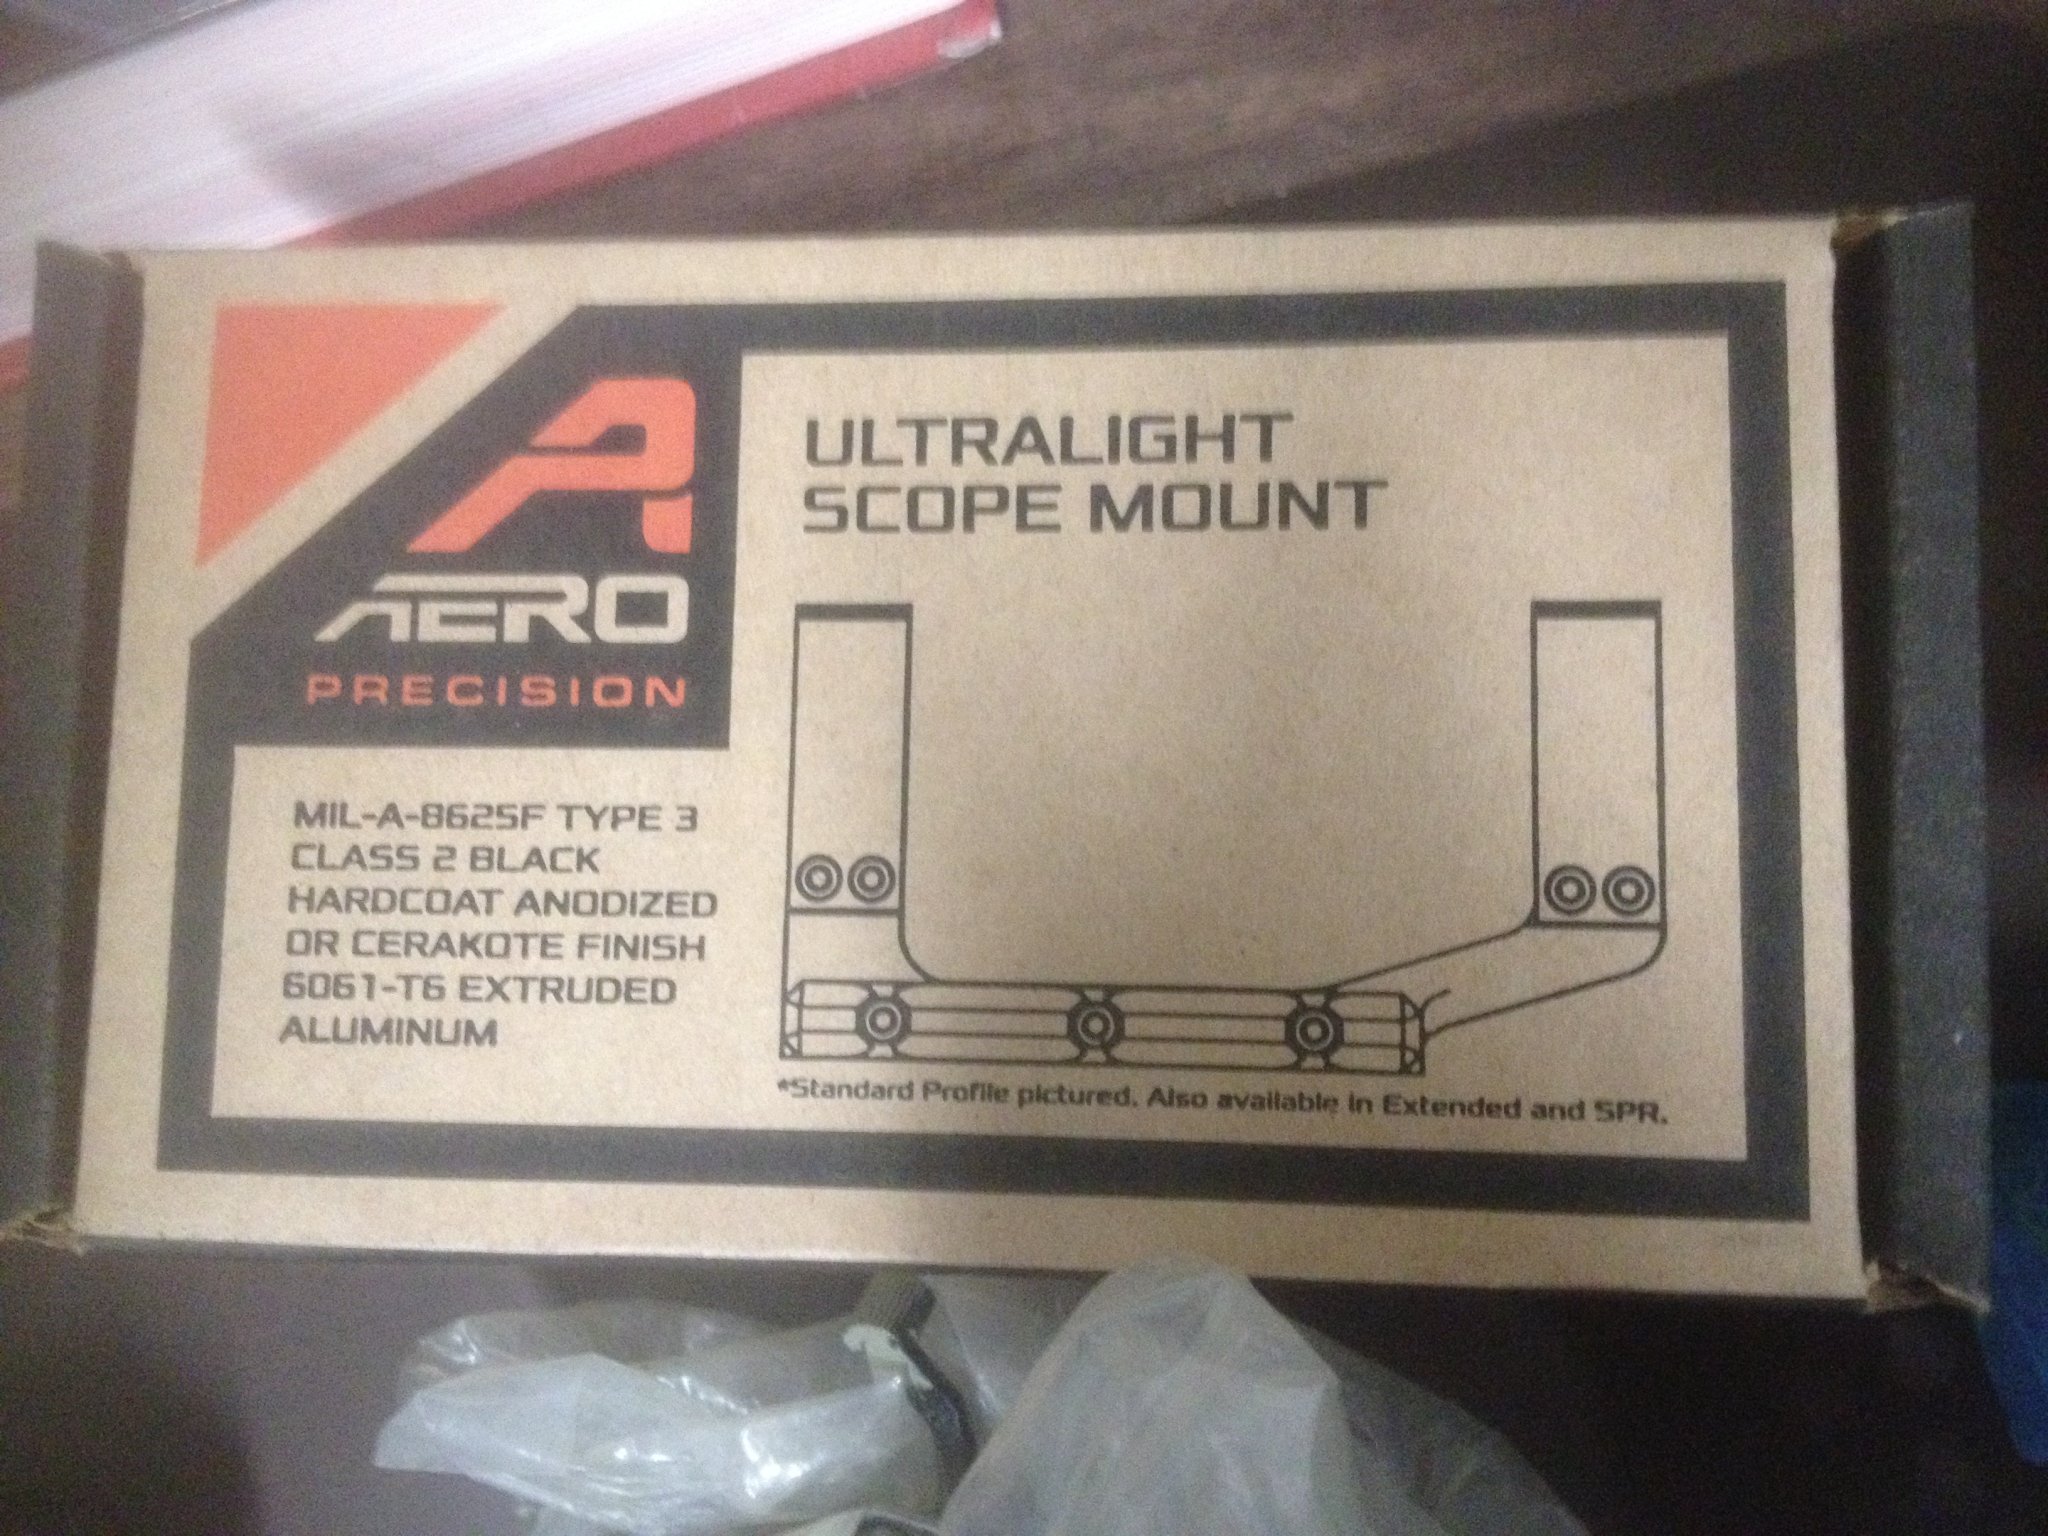 AERO
PRECISION
MIL-A-8625F TYPE 3
CLASS 2 BLACK
HARDCOAT ANODIZED
OR CERAKOTE FINISH
6061-T6 EXTRUDED
ALUMINUM
ULTRALIGHT
SCOPE MOUNT
*Standard Profile pictured. Also available in Extended and SPR.